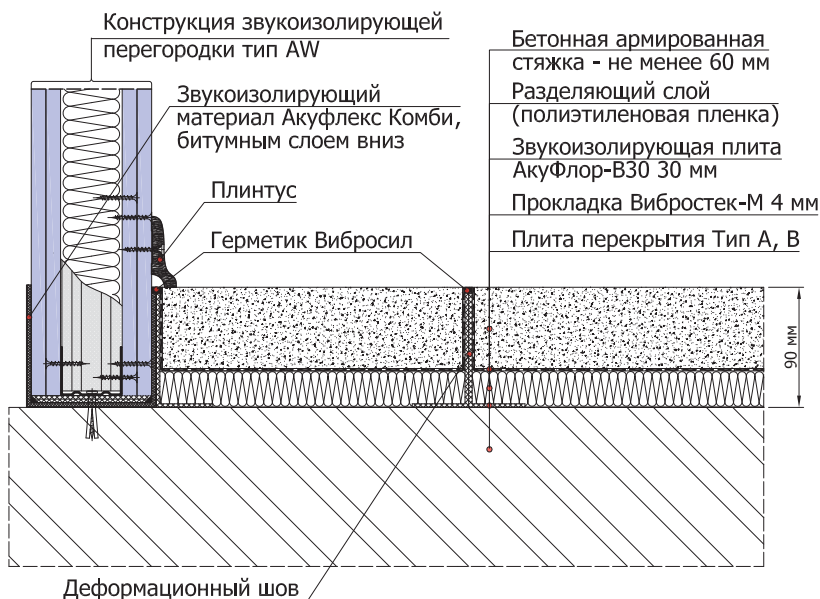 Конструкция звукоизолирующей
перегородки тип AW
Звукоизолирующий
материал Акуфлекс Комби,
битумным слоем вниз
Плинтус
Герметик Вибросил
Бетонная армированная
стяжка - не менее 60 мм
Разделяющий слой
(полиэтиленовая пленка)
Звукоизолирующая плита
АкуФлор-В30 30 мм
Прокладка Вибростек-М 4 мм
Плита перекрытия Тип А, В
90 мм
Деформационный шов